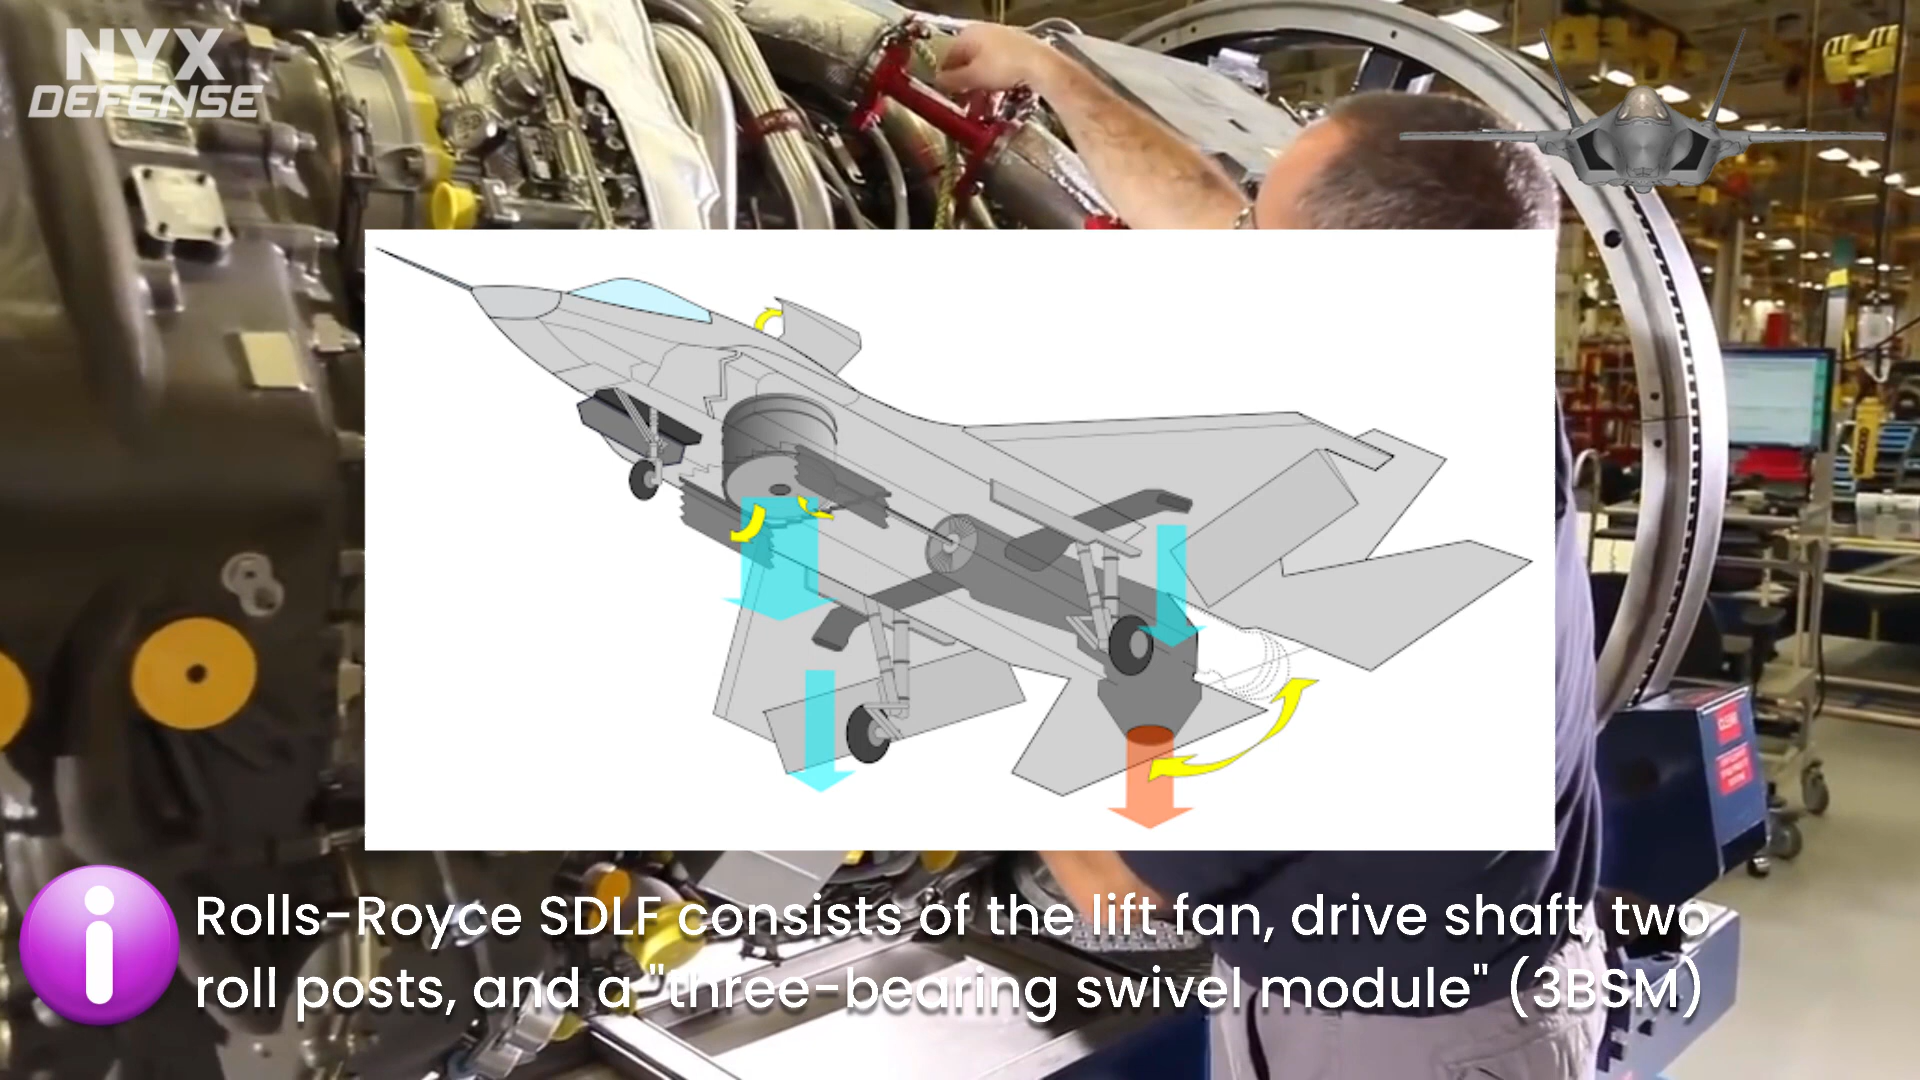 NYX
DEFENSE
Rolls-Royce SDLF consists of the lift fan, drive shaft, two
roll posts, and a "three-bearing swivel module" (3BSM)